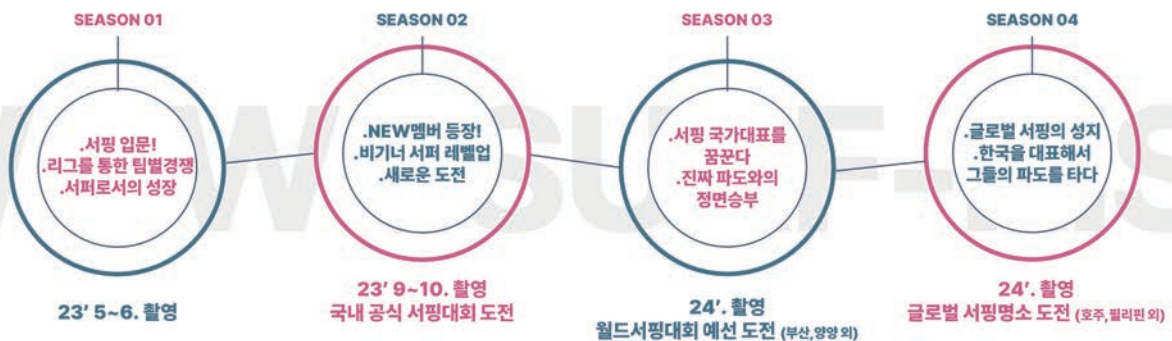 SEASON 01
.서핑 입문!
.리그를 통한 팀별경쟁
.서퍼로서의 성장
23' 5~6. 촬영
SEASON 02
.NEW멤버 등장!
.비기너 서퍼 레벨업
.새로운 도전
23' 9~10. 촬영
국내 공식 서핑대회 도전
SEASON 03
.서핑 국가대표를
꿈꾼다
.진짜 파도와의
정면승부
24'. 촬영
월드서핑대회 예선 도전 (부산,양양 외)
SEASON 04
.글로벌 서핑의 성지
.한국을 대표해서
그들의 파도를 타다
24'. 촬영
글로벌 서핑명소 도전 (호주,필리핀 외)